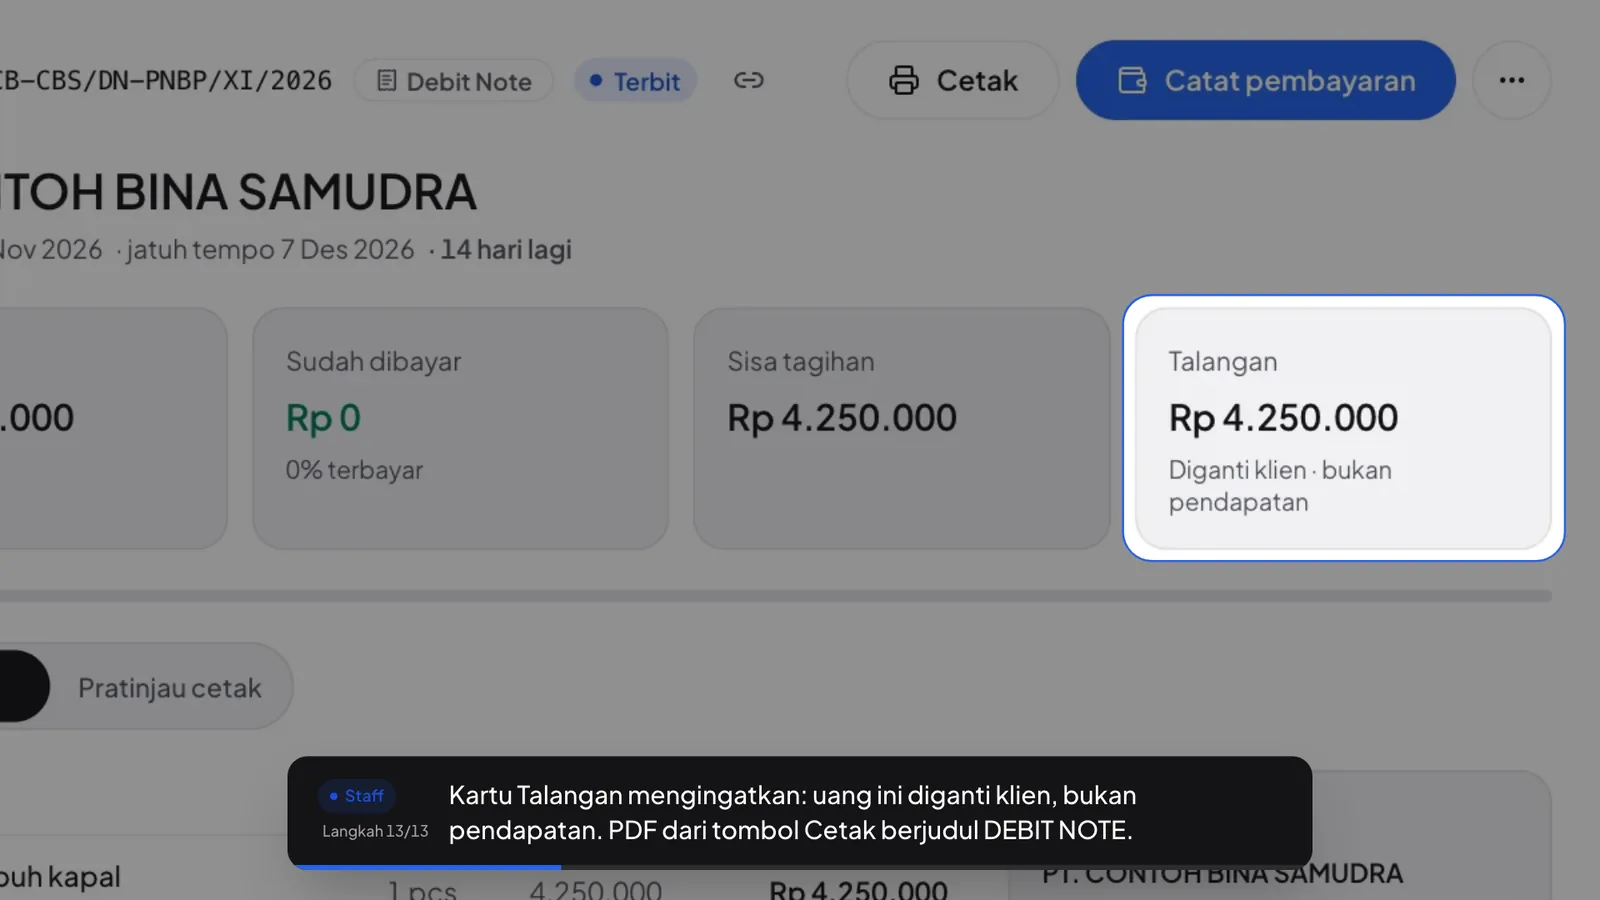 CB-CBS/DN-PNBP/XI/2026
Debit Note
Terbit
Cetak
Catat pembayaran
TOH BINA SAMUDRA
Nov 2026 · jatuh tempo 7 Des 2026 · 14 hari lagi
.000
Sudah dibayar
Rp 0
0% terbayar
Sisa tagihan
Rp 4.250.000
Talangan
Rp 4.250.000
Diganti klien · bukan
pendapatan
Pratinjau cetak
Staff
Langkah 13/13
Kartu Talangan mengingatkan: uang ini diganti klien, bukan
pendapatan. PDF dari tombol Cetak berjudul DEBIT NOTE.
buh kapal
1 pcs 4.250.000 Rp 4.250.000
PT. CONTOH BINA SAMUDRA